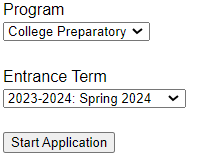 Program
College Preparatory
Entrance Term
2023-2024: Spring 2024
Start Application